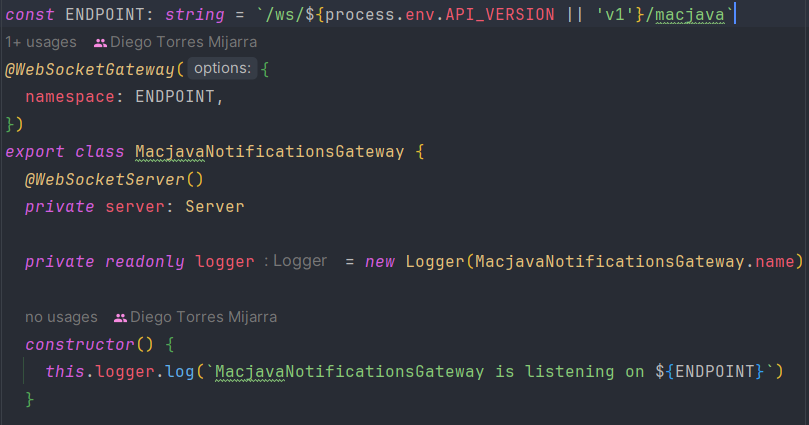 const ENDPOINT: string = `/ws/${process.env.API_VERSION || 'v1'}/macjava`
1+ usages Diego Torres Mijarra
@WebSocketGateway( options: {
namespace: ENDPOINT,
})
export class MacjavaNotificationsGateway {
@WebSocketServer()
private server: Server
private readonly logger : Logger = new Logger(MacjavaNotificationsGateway.name)
no usages Diego Torres Mijarra
constructor() {
this.logger.log(`MacjavaNotificationsGateway is listening on ${ENDPOINT}`)
}